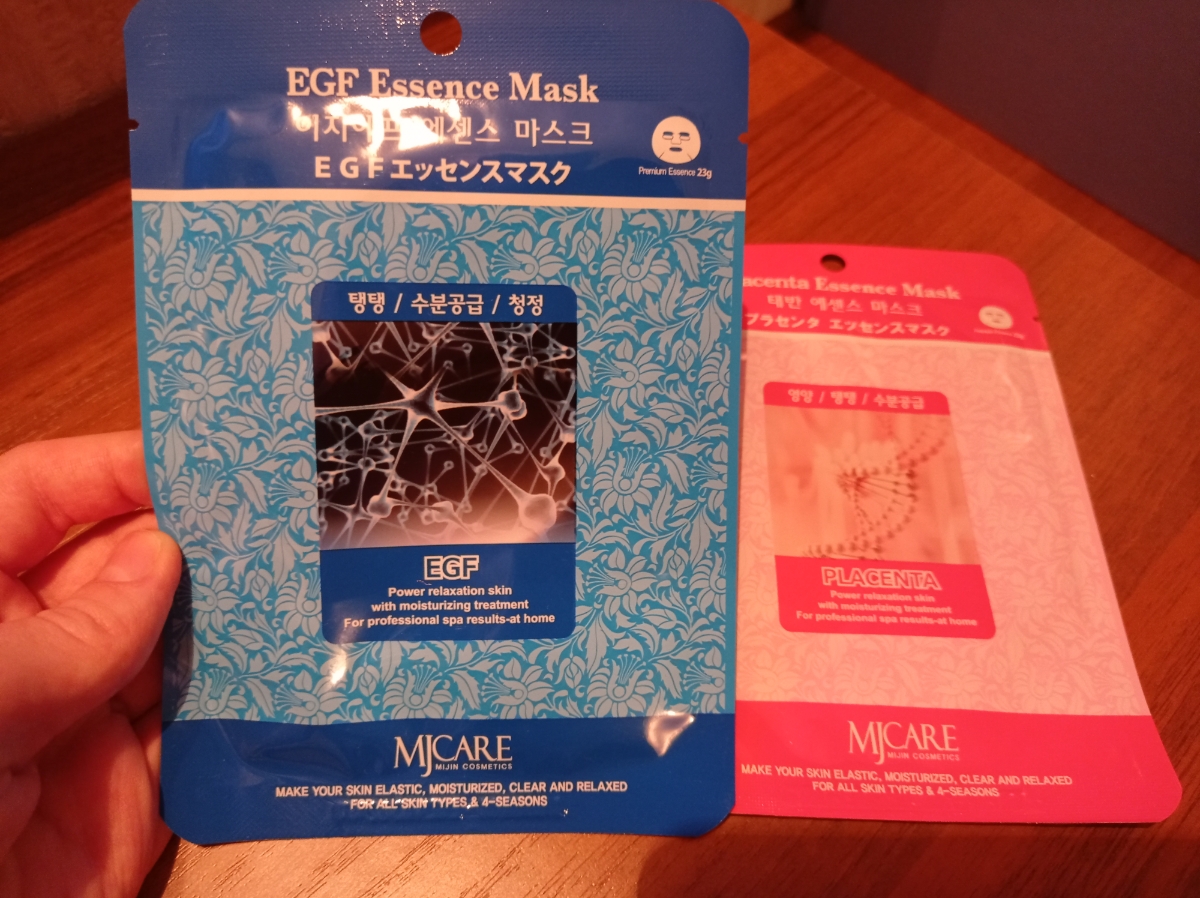 EGF Essence Mask
이지에프 에센스 마스크
EGFエッセンスマスク
Premium Essence 23g
탱탱 / 수분공급 / 청정
EGF
Power relaxation skin
with moisturizing treatment
For professional spa results-at home
MJCARE
MIJIN COSMETICS
MAKE YOUR SKIN ELASTIC, MOISTURIZED, CLEAR AND RELAXED
FOR ALL SKIN TYPES & 4-SEASONS
acenta Essence Mask
태반 에센스 마스크
プラセンタ エッセンスマスク
영양 / 탱탱 / 수분공급
PLACENTA
Power relaxation skin
with moisturizing treatment
For professional spa results-at home
MJCARE
MIJIN COSMETICS
MAKE YOUR SKIN ELASTIC, MOISTURIZED, CLEAR AND RELAXED
FOR ALL SKIN TYPES & 4-SEASONS